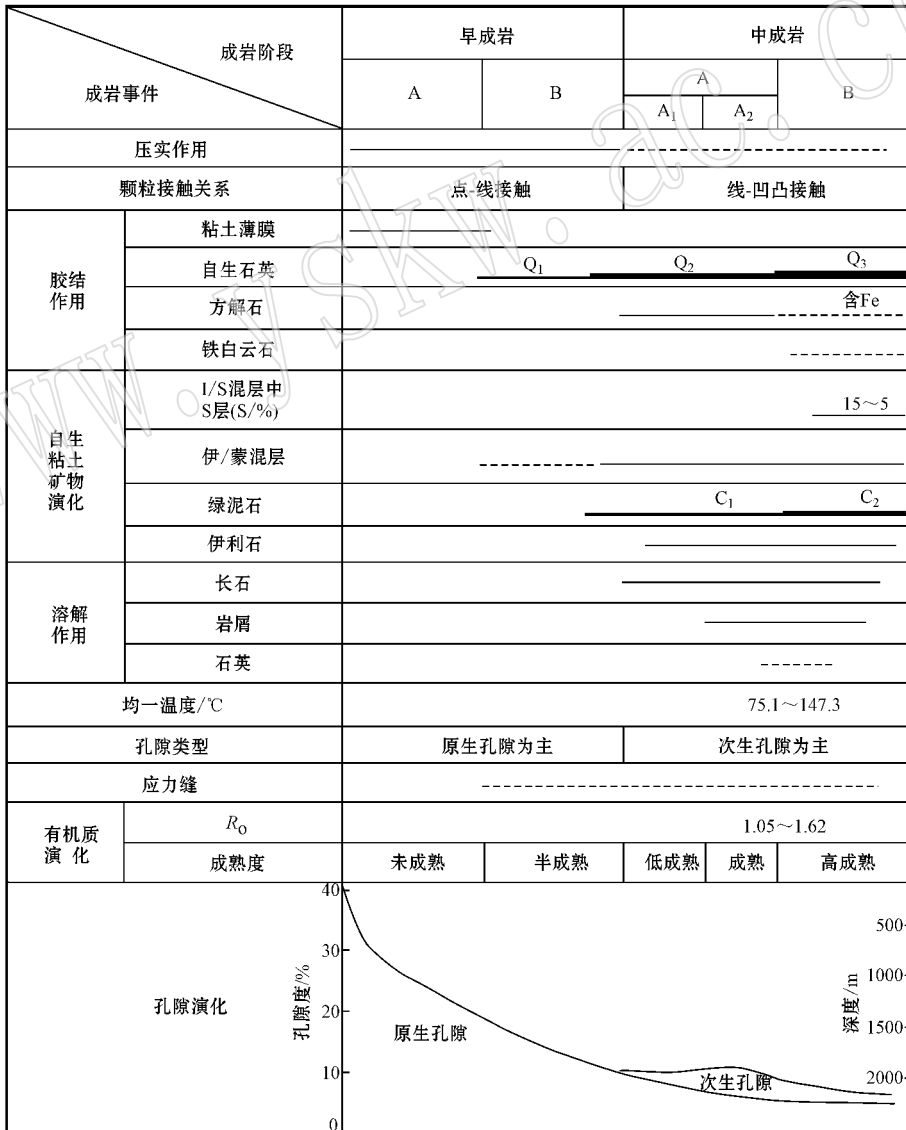 成岩阶段
成岩事件
早成岩
中成岩
A
B
A
B
A₁
A₂
压实作用
颗粒接触关系
点-线接触
线-凹凸接触
胶结
作用
粘土薄膜
自生石英
Q₁
Q₂
Q₃
方解石
含Fe
铁白云石
自生
粘土
矿物
演化
I/S混层中
S层(S/%)
15～5
伊/蒙混层
绿泥石
C₁
C₂
伊利石
溶解
作用
长石
岩屑
石英
均一温度/℃
75.1～147.3
孔隙类型
原生孔隙为主
次生孔隙为主
应力缝
有机质
演 化
R₀
1.05～1.62
成熟度
未成熟
半成熟
低成熟
成熟
高成熟
孔隙演化
孔隙度/%
40
30
20
10
0
原生孔隙
次生孔隙
深度/m
500
1000
1500
2000
www.yskw.ac.c